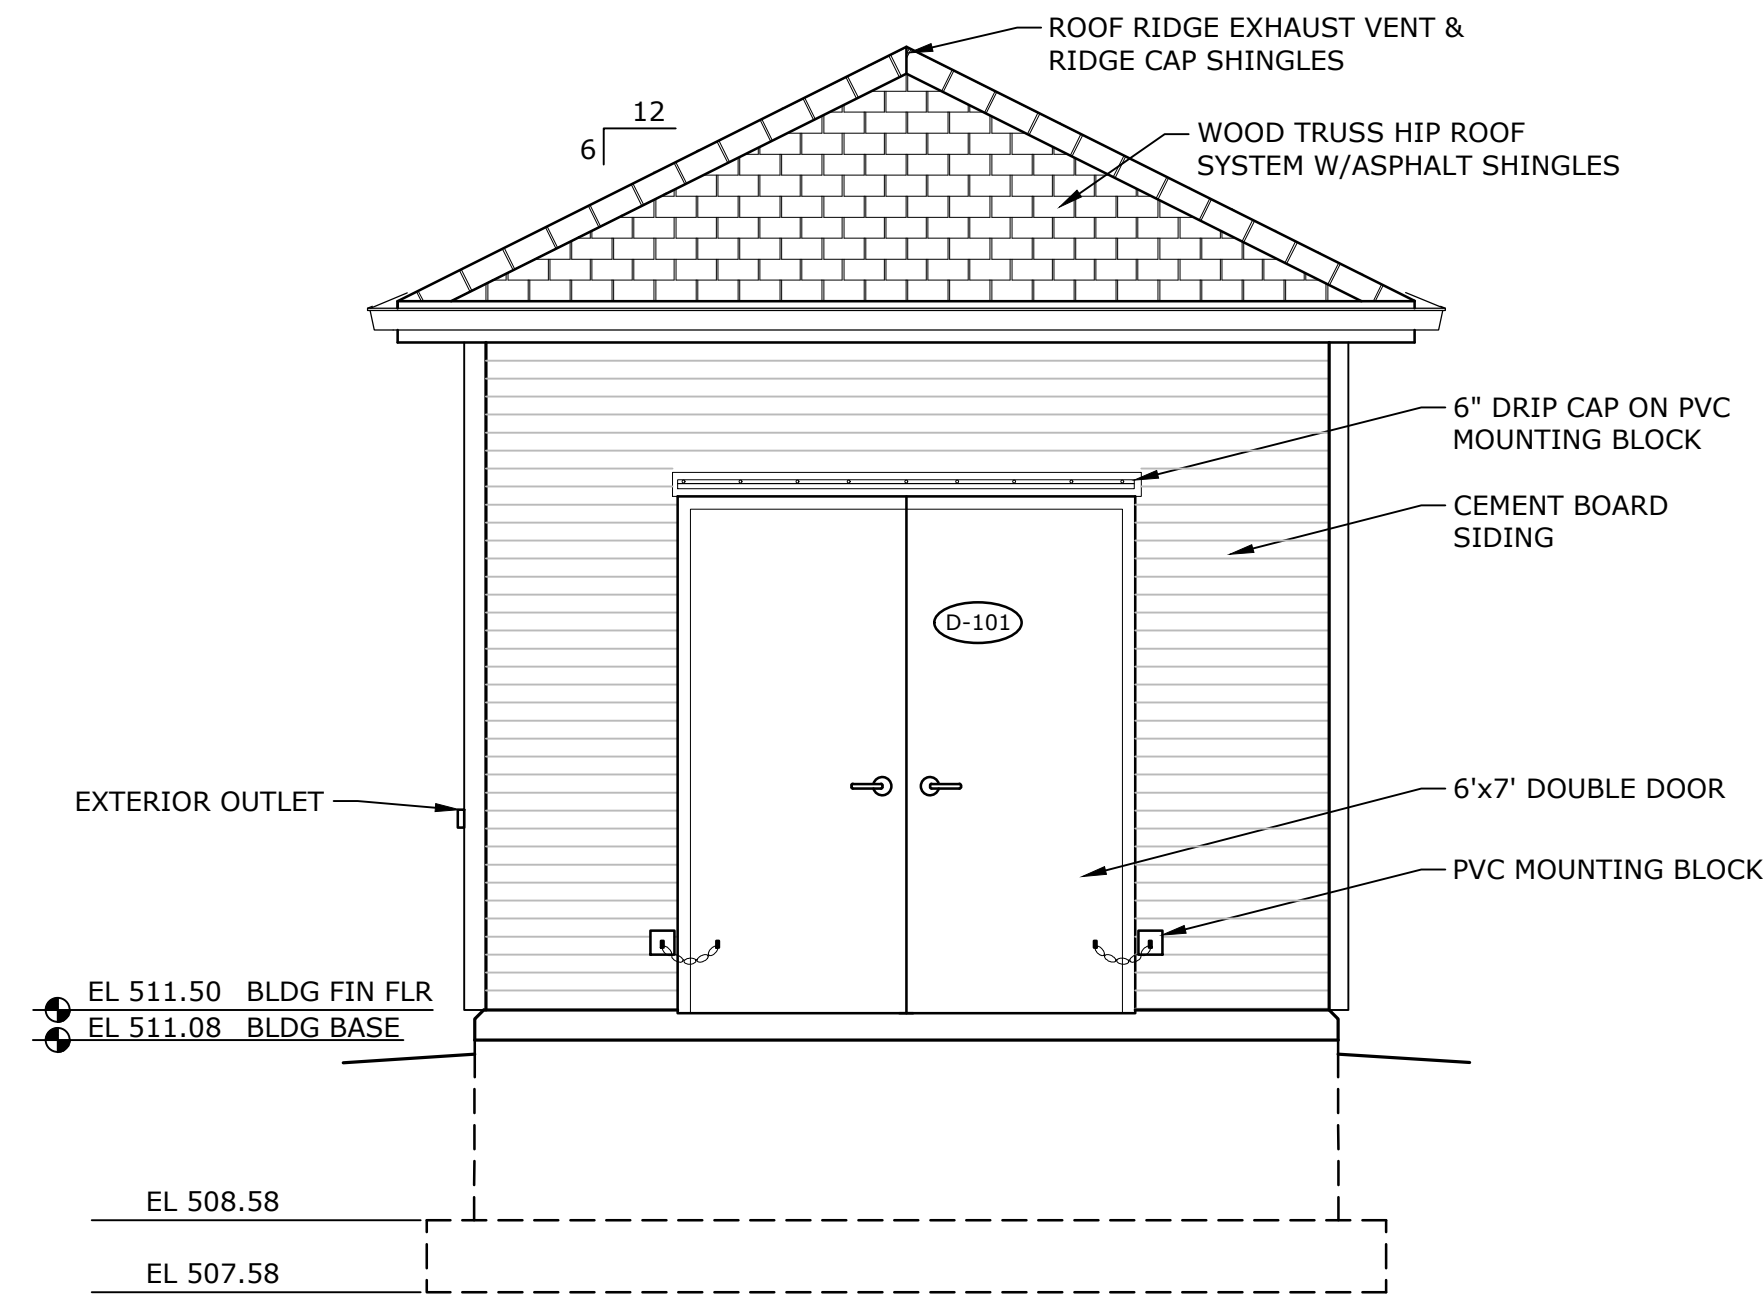 ROOF RIDGE EXHAUST VENT &
RIDGE CAP SHINGLES
12
6
WOOD TRUSS HIP ROOF
SYSTEM W/ASPHALT SHINGLES
6" DRIP CAP ON PVC
MOUNTING BLOCK
CEMENT BOARD
SIDING
D-101
EXTERIOR OUTLET
6'x7' DOUBLE DOOR
PVC MOUNTING BLOCK
EL 511.50 BLDG FIN FLR
EL 511.08 BLDG BASE
EL 508.58
EL 507.58